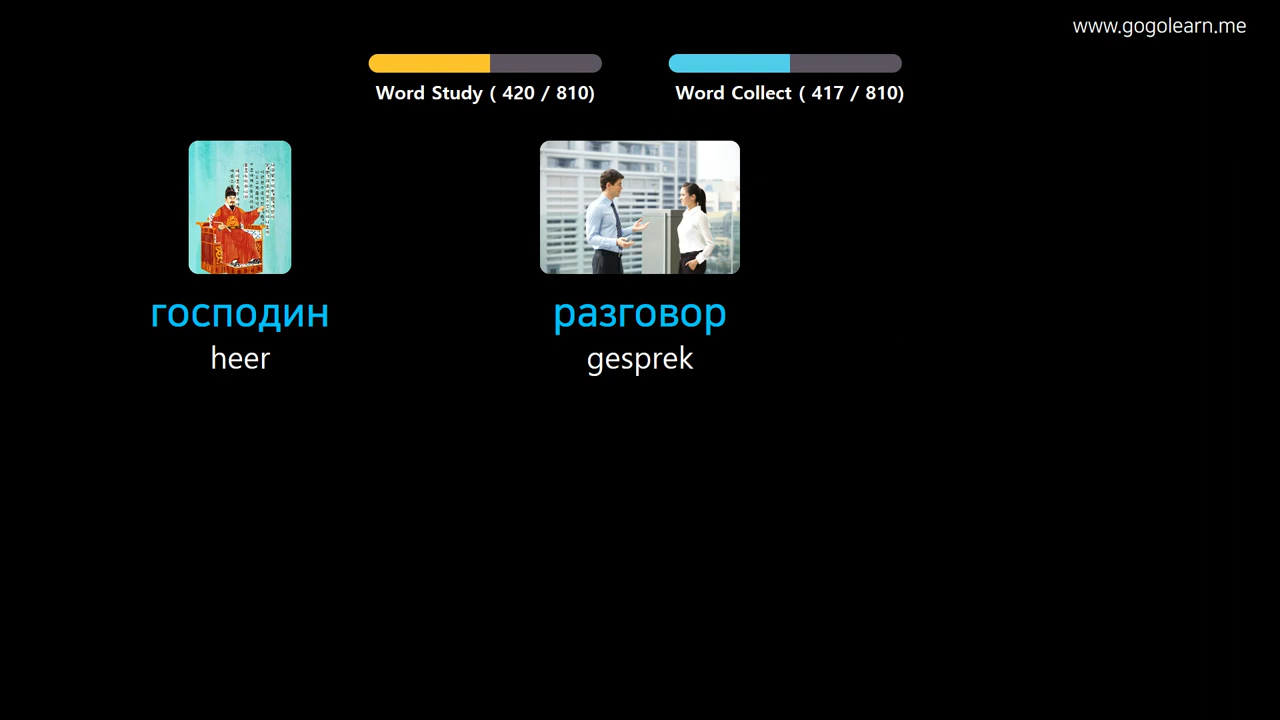 www.gogolearn.me
Word Study ( 420 / 810)
Word Collect ( 417 / 810)
господин
разговор
heer
gesprek